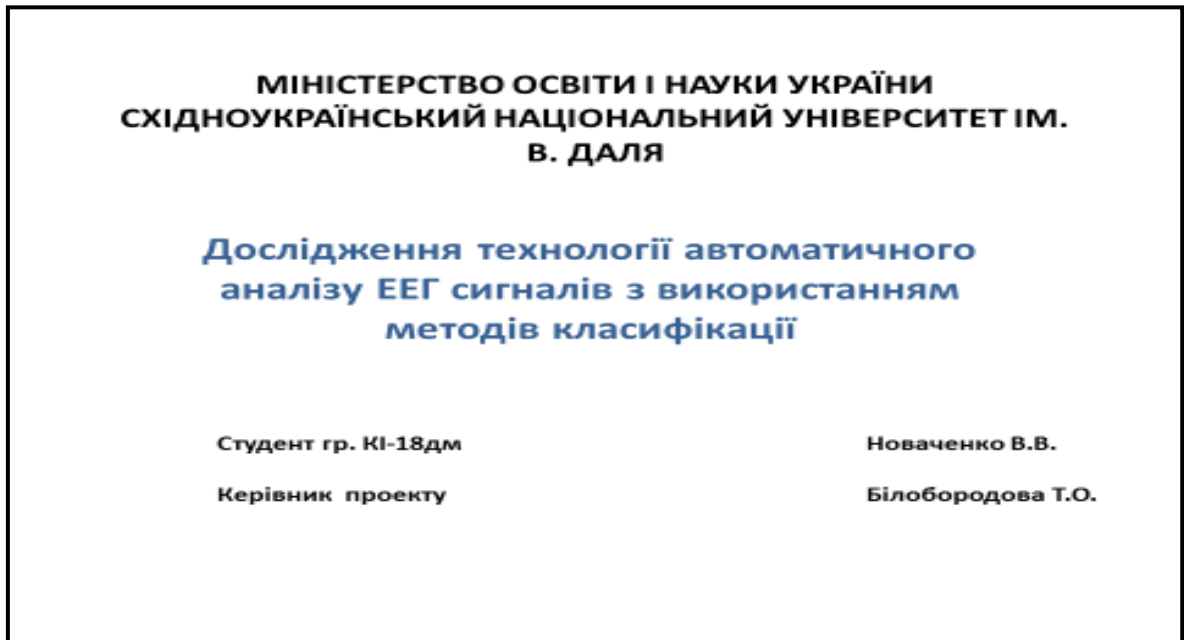 МІНІСТЕРСТВО ОСВІТИ І НАУКИ УКРАЇНИ
СХІДНОУКРАЇНСЬКИЙ НАЦІОНАЛЬНИЙ УНІВЕРСИТЕТ ІМ.
В. ДАЛЯ
Дослідження технології автоматичного
аналізу ЕЕГ сигналів з використанням
методів класифікації
Студент гр. КІ-18дм Новаченко В.В.
Керівник проекту Білобородова Т.О.